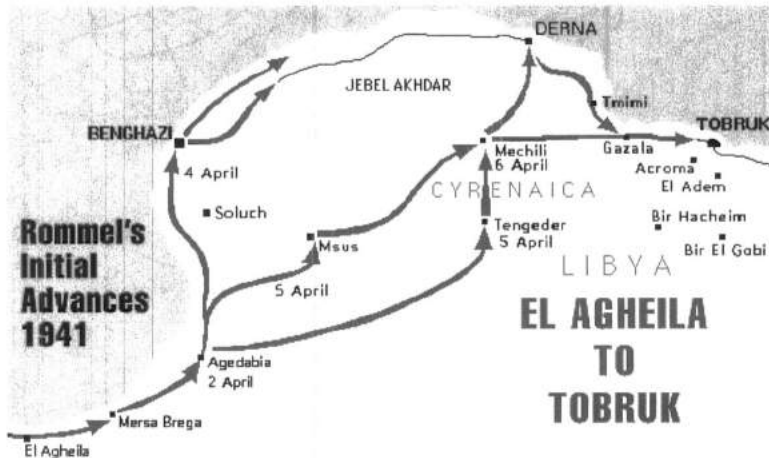 DERNA
JEBEL AKHDAR
Tmimi
BENGHAZI
TOBRUK
Mechili
6 April
Gazala
4 April
Acroma
El Adem
CYRENAICA
Soluch
Rommel's
Initial
Advances
1941
Msus
Tengeder
5 April
Bir Hacheim
Bir El Gobi
LIBYA
5 April
EL AGHEILA
TO
TOBRUK
Agedabia
2 April
Mersa Brega
El Agheila